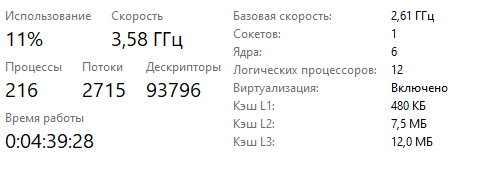 Использование Скорость
11% 3,58 ГГц
Процессы Потоки Дескрипторы
216 2715 93796
Время работы
0:04:39:28
Базовая скорость: 2,61 ГГц
Сокетов: 1
Ядра: 6
Логических процессоров: 12
Виртуализация: Включено
Кэш L1: 480 КБ
Кэш L2: 7,5 МБ
Кэш L3: 12,0 МБ